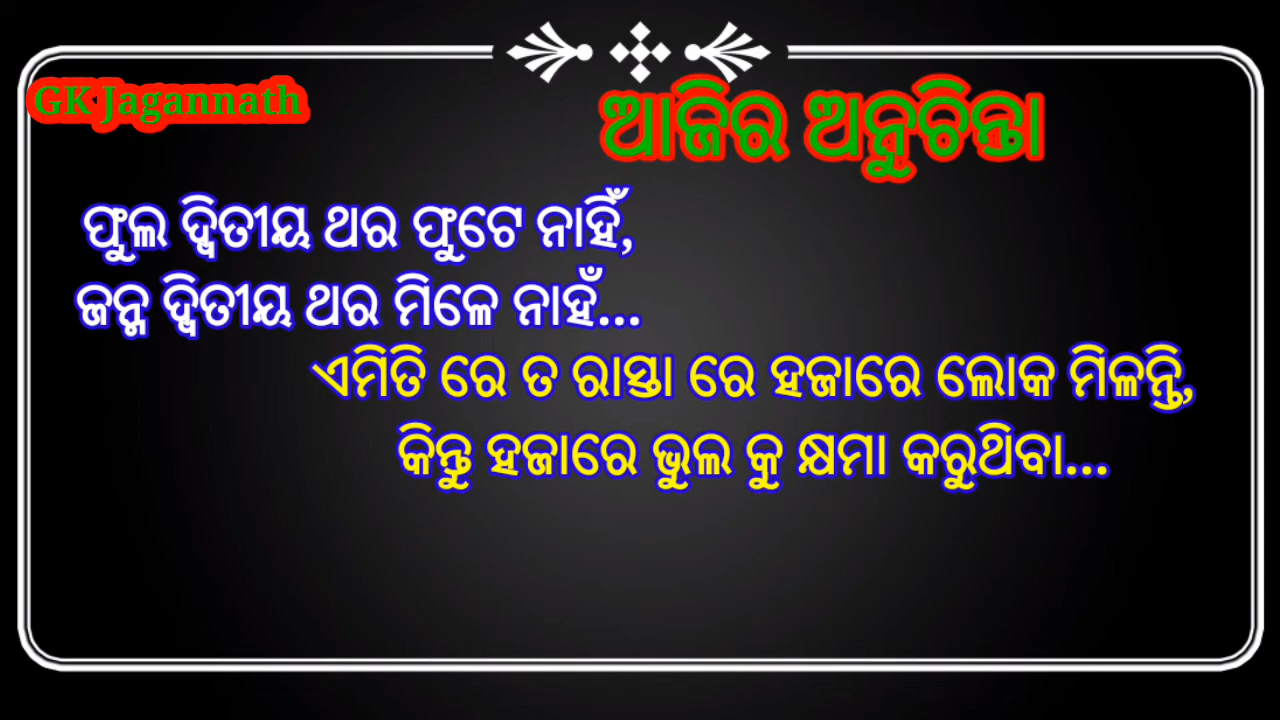 GK Jagannath
ଆଜିର ଅନୁଚିନ୍ତା
ଫୁଲ ଦ୍ୱିତୀୟ ଥର ଫୁଟେ ନାହିଁ,
ଜନ୍ମ ଦ୍ୱିତୀୟ ଥର ମିଳେ ନାହଁ...
ଏମିତି ରେ ତ ରାସ୍ତା ରେ ହଜାରେ ଲୋକ ମିଳନ୍ତି,
କିନ୍ତୁ ହଜାରେ ଭୁଲ କୁ କ୍ଷମା କରୁଥିବା...